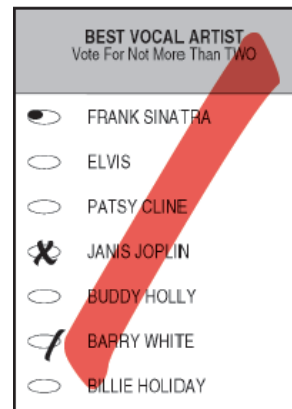 BEST VOCAL ARTIST
Vote For Not More Than TWO
FRANK SINATRA
ELVIS
PATSY CLINE
JANIS JOPLIN
BUDDY HOLLY
BARRY WHITE
BILLIE HOLIDAY